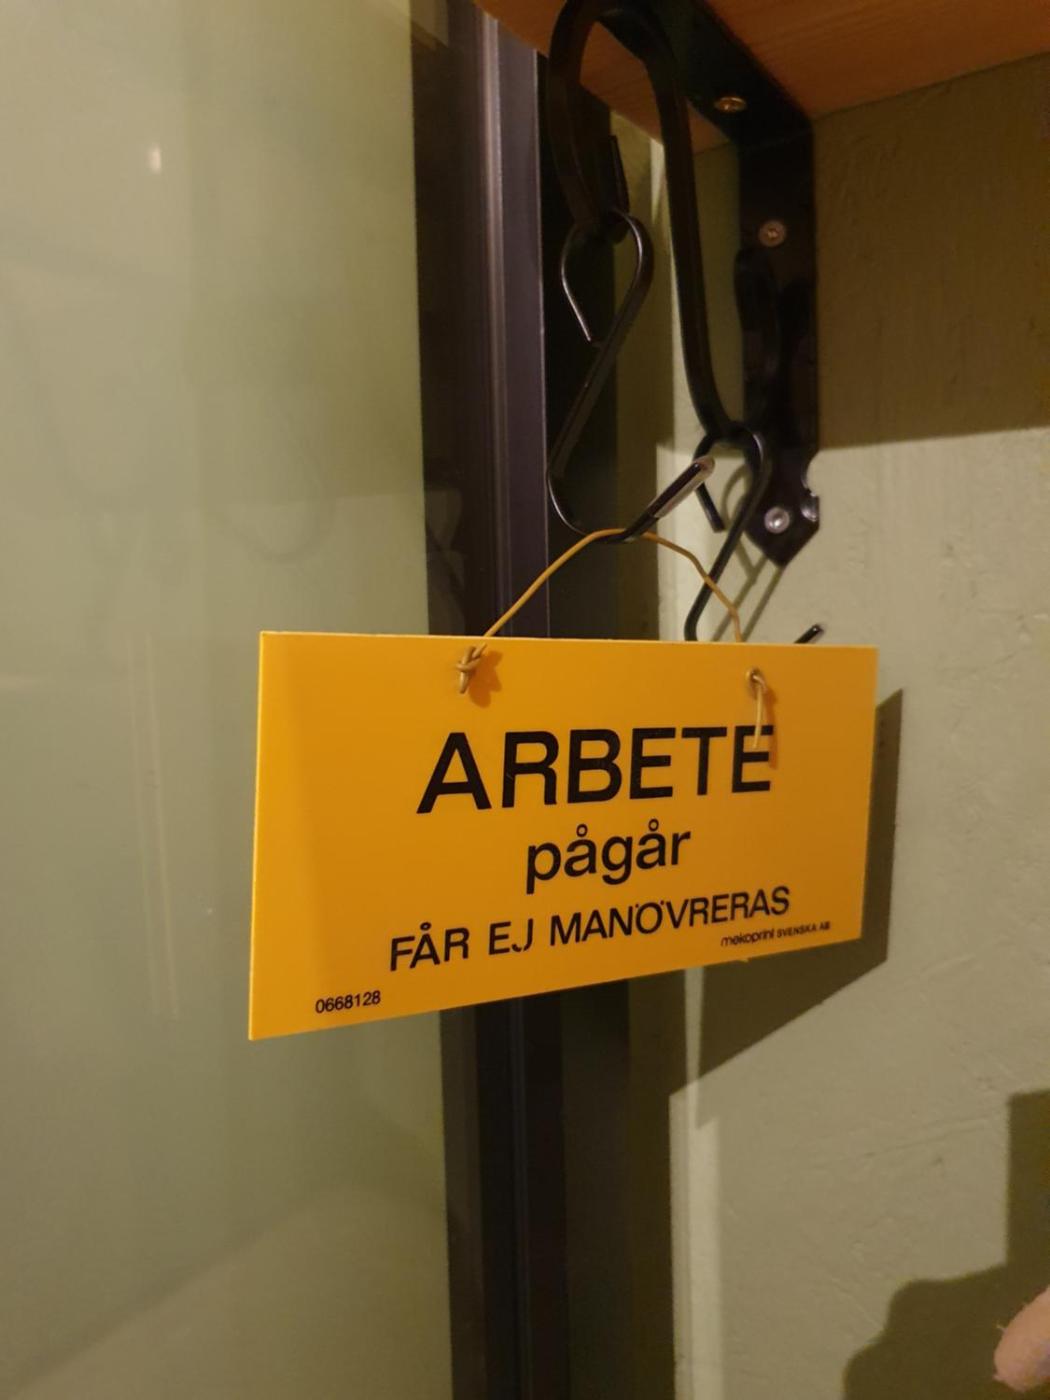 ARBETE
pågår
FÅR EJ MANÖVRERAS
mekoprint SVENSKA AB
0668128